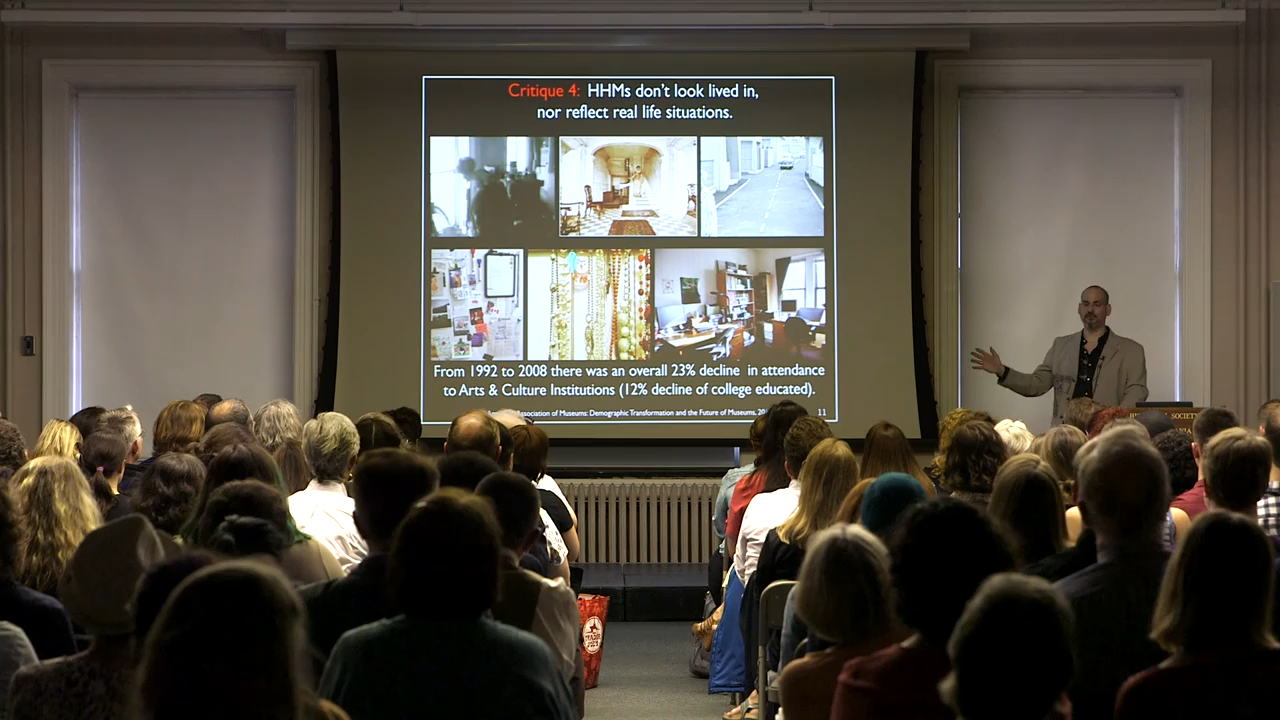 Critique 4: HHMs don't look lived in,
nor reflect real life situations.
From 1992 to 2008 there was an overall 23% decline in attendance
to Arts & Culture Institutions (12% decline of college educated).
Association of Museums: Demographic Transformation and the Future of Museums,
11
SOCIETY